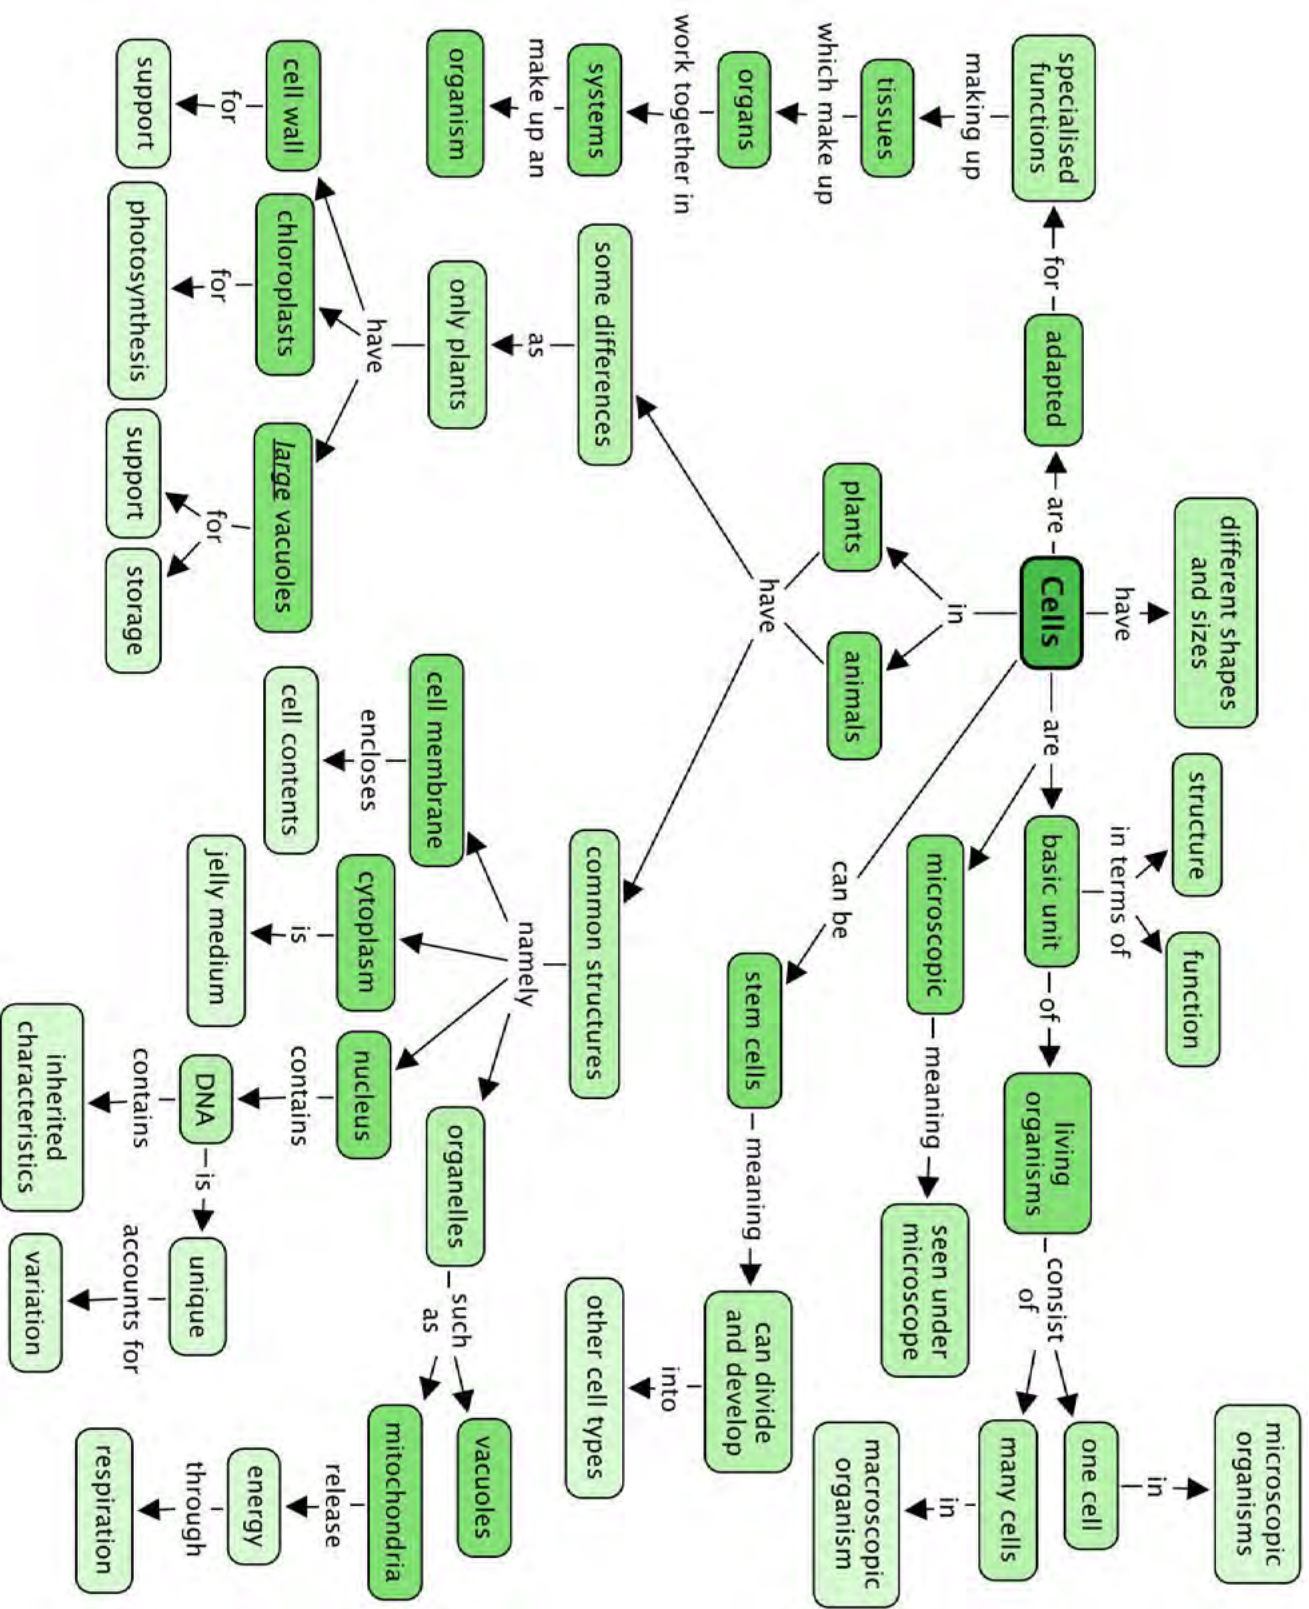 microscopic
organisms
different shapes
and sizes
structure
function
in
have
in terms of
one cell
specialised
functions
for
adapted
are
Cells
are
basic unit
of
living
organisms
consist
of
many cells
making up
in
microscopic
meaning
seen under
microscope
macroscopic
organism
tissues
in
plants
animals
can be
which make up
organs
have
stem cells
meaning
can divide
and develop
work together in
into
systems
some differences
common structures
other cell types
make up an
as
namely
organism
only plants
cell membrane
organelles
such
as
vacuoles
mitochondria
have
encloses
cytoplasm
nucleus
release
cell wall
chloroplasts
large vacuoles
cell contents
is
contains
energy
for
for
for
jelly medium
DNA
is
unique
through
support
photosynthesis
support
storage
contains
accounts for
respiration
inherited
characteristics
variation